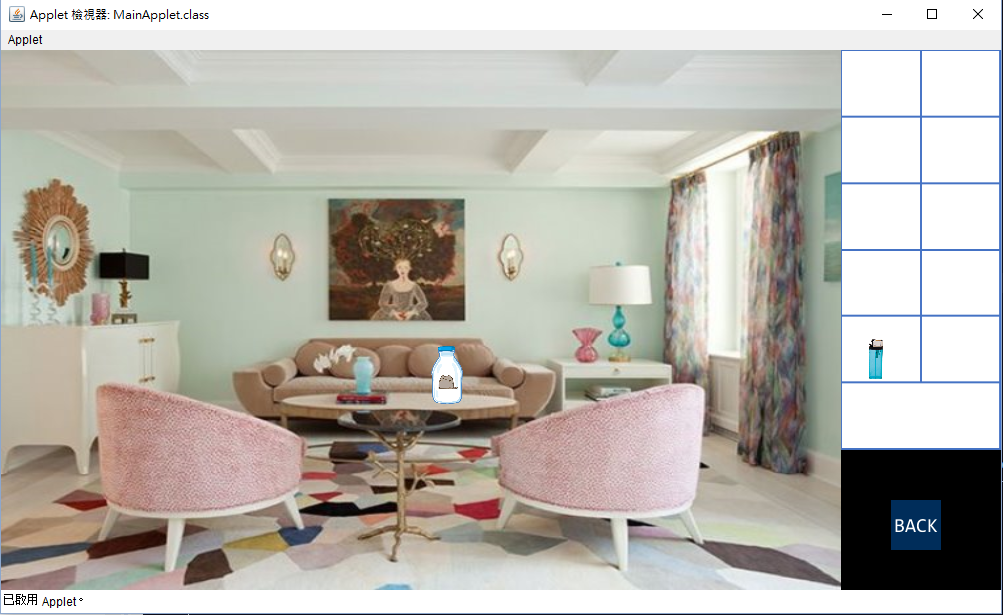 Applet 檢視器: MainApplet.class
Applet
BACK
已啟用 Applet。